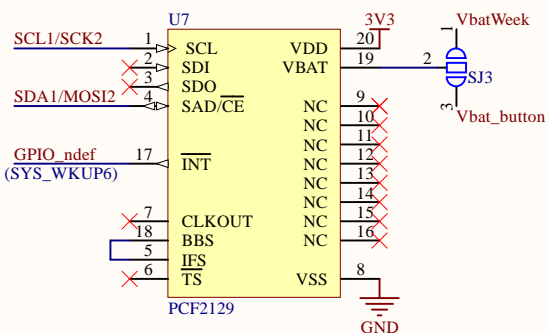 U7
3V3
VbatWeek
SCL1/SCK2
1
SCL
VDD
20
1
2
SDI
VBAT
19
2
SJ3
3
SDO
SDA1/MOSI2
4
SAD/CE
NC
9
3
Vbat_button
NC
10
NC
11
GPIO_ndef
17
INT
NC
12
(SYS_WKUP6)
NC
13
NC
14
7
CLKOUT
NC
15
18
BBS
NC
16
5
IFS
6
TS
VSS
8
PCF2129
GND